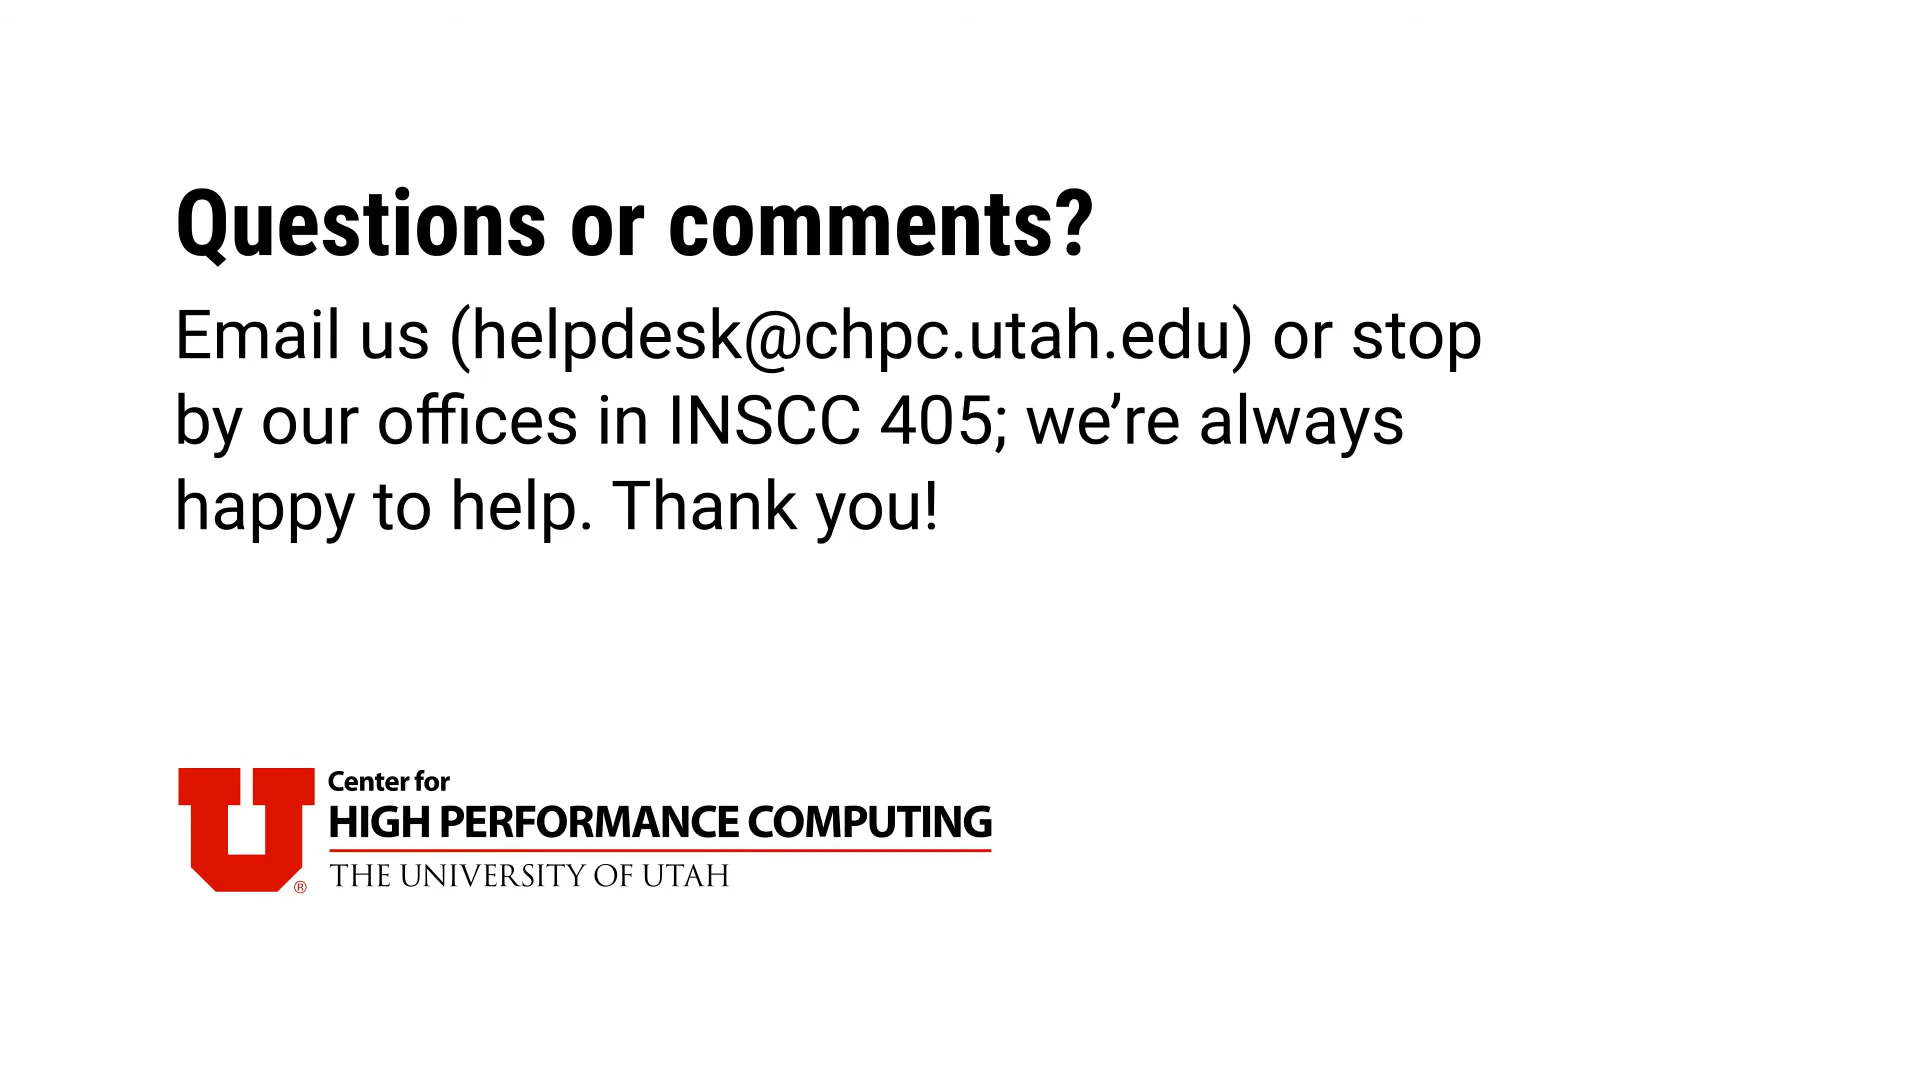 Questions or comments?
Email us (helpdesk@chpc.utah.edu) or stop
by our offices in INSCC 405; we’re always
happy to help. Thank you!
Center for
HIGH PERFORMANCE COMPUTING
THE UNIVERSITY OF UTAH
®